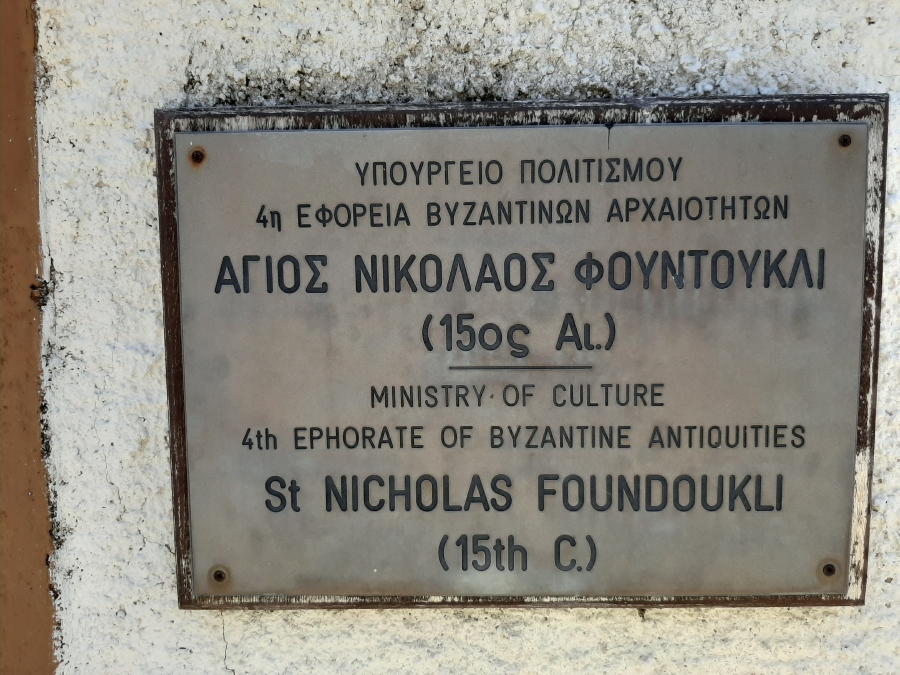 ΥΠΟΥΡΓΕΙΟ ΠΟΛΙΤΙΣΜΟΥ
4η ΕΦΟΡΕΙΑ ΒΥΖΑΝΤΙΝΩΝ ΑΡΧΑΙΟΤΗΤΩΝ
ΑΓΙΟΣ ΝΙΚΟΛΑΟΣ ΦΟΥΝΤΟΥΚΛΙ
(15ος Αι.)
MINISTRY OF CULTURE
4th EPHORATE OF BYZANTINE ANTIQUITIES
St NICHOLAS FOUNDOUKLI
(15th C.)